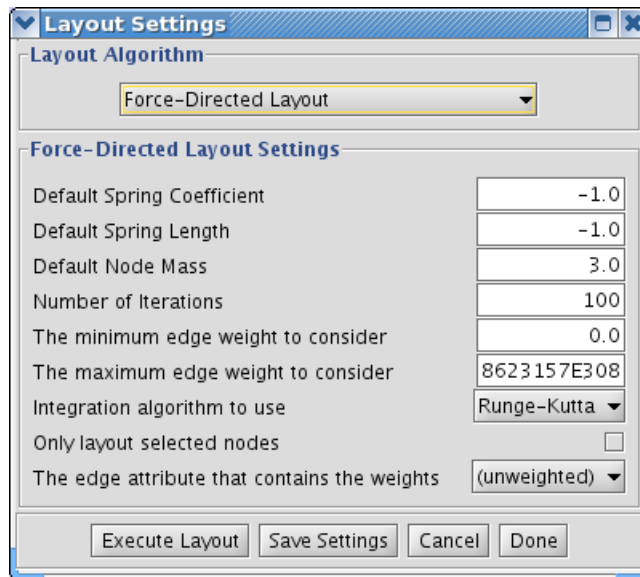 Layout Settings
Layout Algorithm
Force-Directed Layout
Force-Directed Layout Settings
Default Spring Coefficient -1.0
Default Spring Length -1.0
Default Node Mass 3.0
Number of Iterations 100
The minimum edge weight to consider 0.0
The maximum edge weight to consider 8623157E308
Integration algorithm to use Runge-Kutta
Only layout selected nodes
The edge attribute that contains the weights (unweighted)
Execute Layout Save Settings Cancel Done